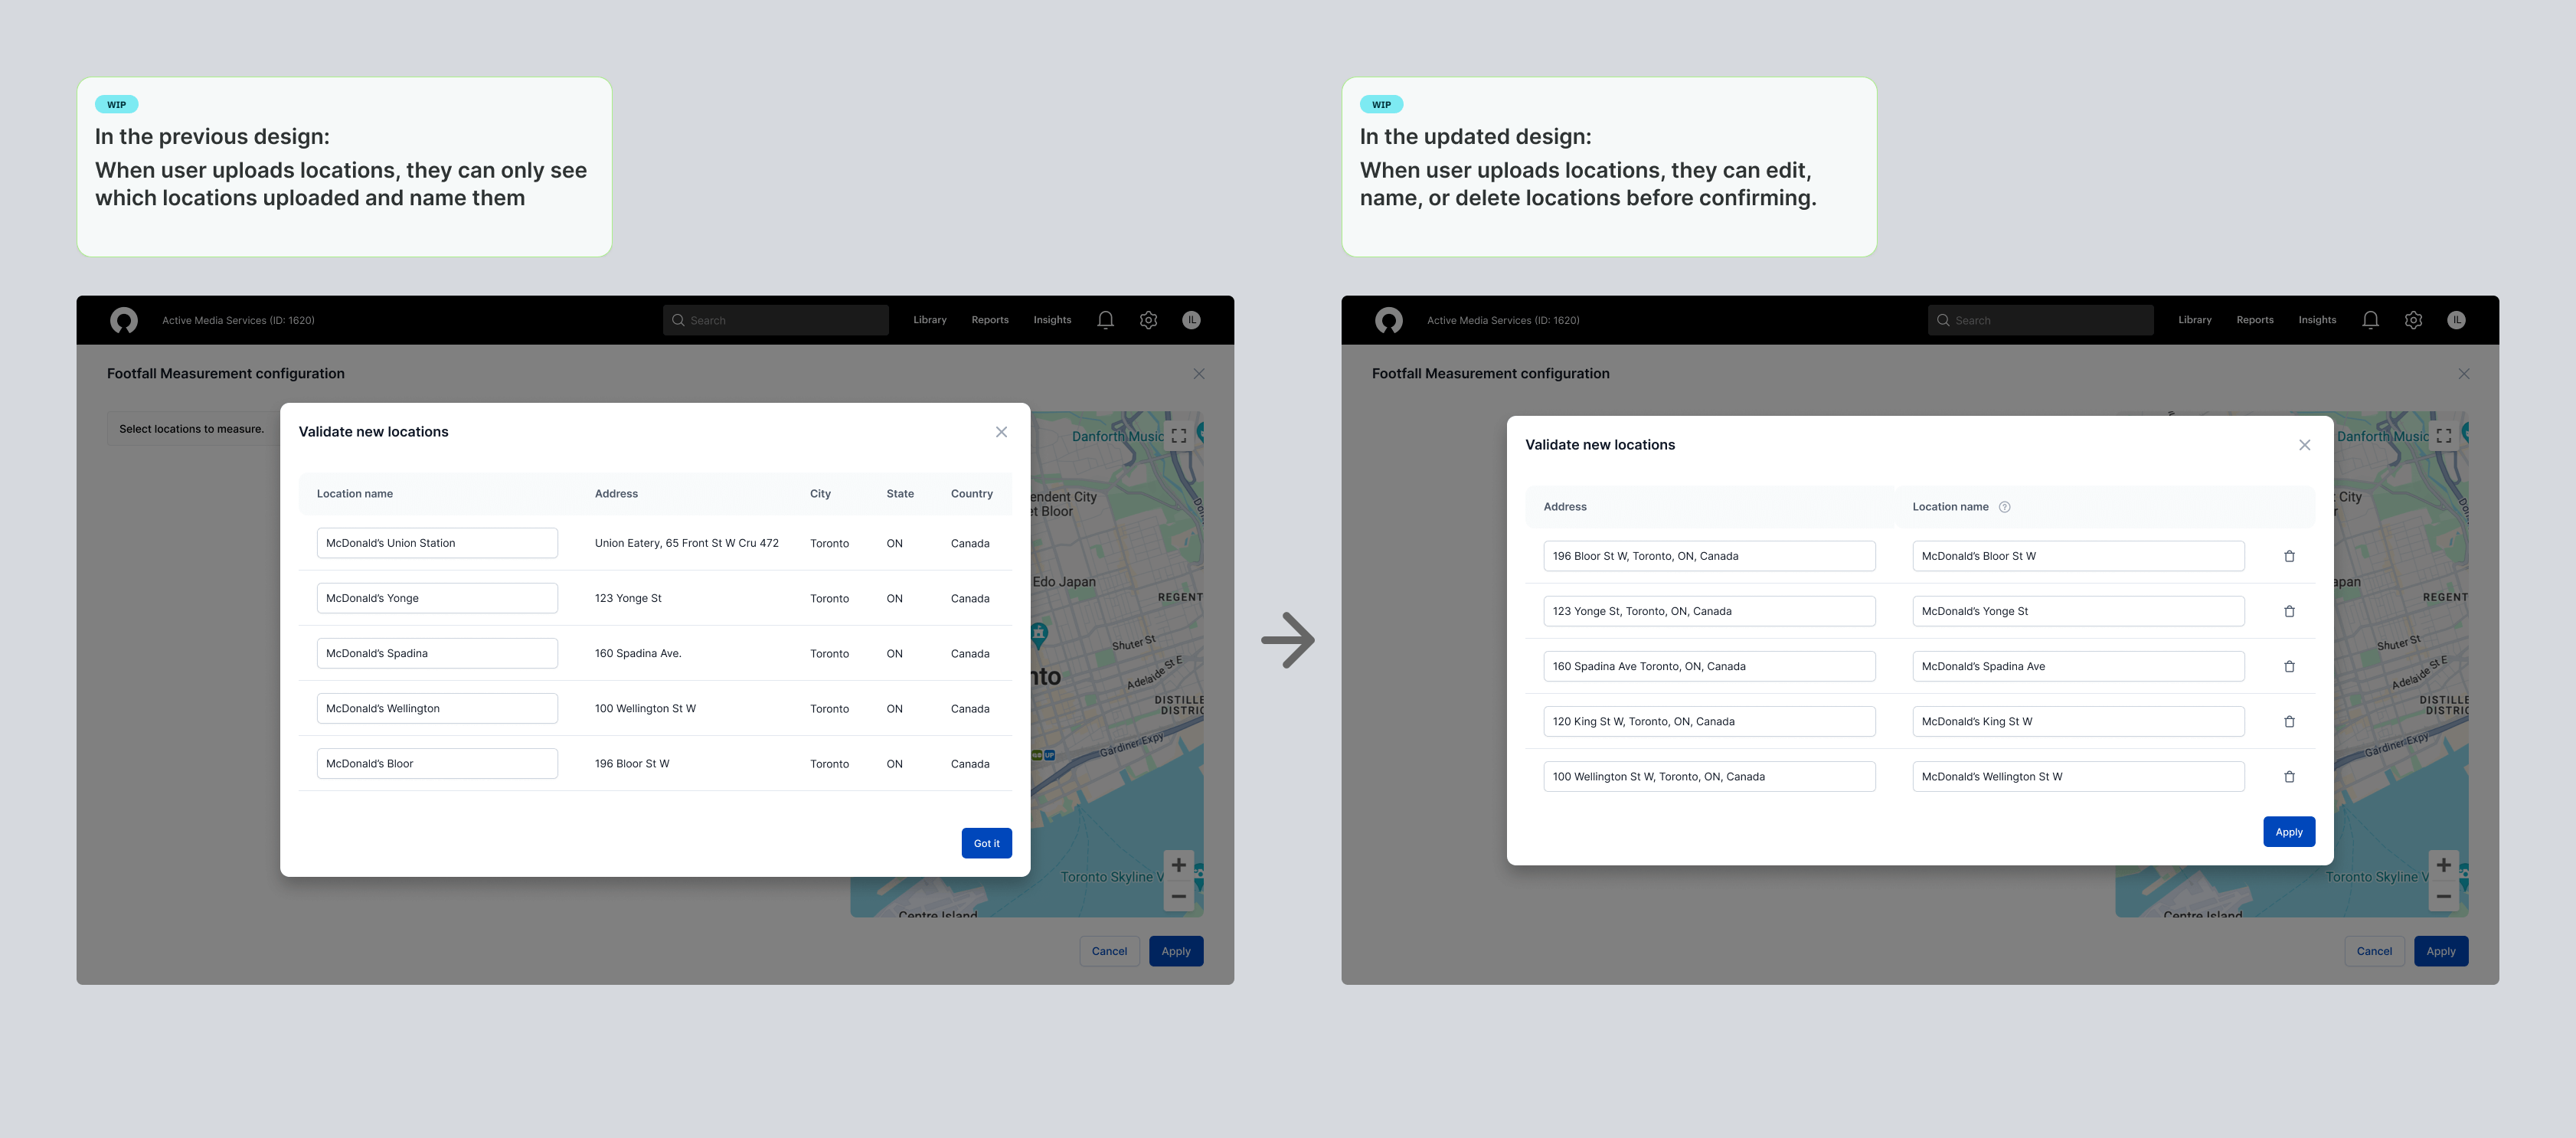 WIP
In the previous design:
When user uploads locations, they can only see
which locations uploaded and name them
WIP
In the updated design:
When user uploads locations, they can edit,
name, or delete locations before confirming.
Active Media Services (ID: 1620)
Search
Library
Reports
Insights
IL
Footfall Measurement configuration
Select locations to measure.
Validate new locations
Location name Address City State Country
McDonald's Union Station Union Eatery, 65 Front St W Cru 472 Toronto ON Canada
McDonald's Yonge 123 Yonge St Toronto ON Canada
McDonald's Spadina 160 Spadina Ave. Toronto ON Canada
McDonald's Wellington 100 Wellington St W Toronto ON Canada
McDonald's Bloor 196 Bloor St W Toronto ON Canada
Got it
Danforth Music
endent City
et Bloor
Edo Japan
REGENT
Shuter St
Adelaide St E
nto
DISTILLE
DISTRIC
UP
Gardiner Expy
Toronto Skyline V
Centre Island
Cancel
Apply
Active Media Services (ID: 1620)
Search
Library
Reports
Insights
IL
Footfall Measurement configuration
Validate new locations
Address Location name ?
196 Bloor St W, Toronto, ON, Canada McDonald's Bloor St W
123 Yonge St, Toronto, ON, Canada McDonald's Yonge St
160 Spadina Ave Toronto, ON, Canada McDonald's Spadina Ave
120 King St W, Toronto, ON, Canada McDonald's King St W
100 Wellington St W, Toronto, ON, Canada McDonald's Wellington St W
Apply
Danforth Music
t City
r
apan
REGENT
Shuter St
Adelaide St E
DISTILLE
DISTRIC
Gardiner Expy
Toronto Skyline V
Centre Island
Cancel
Apply